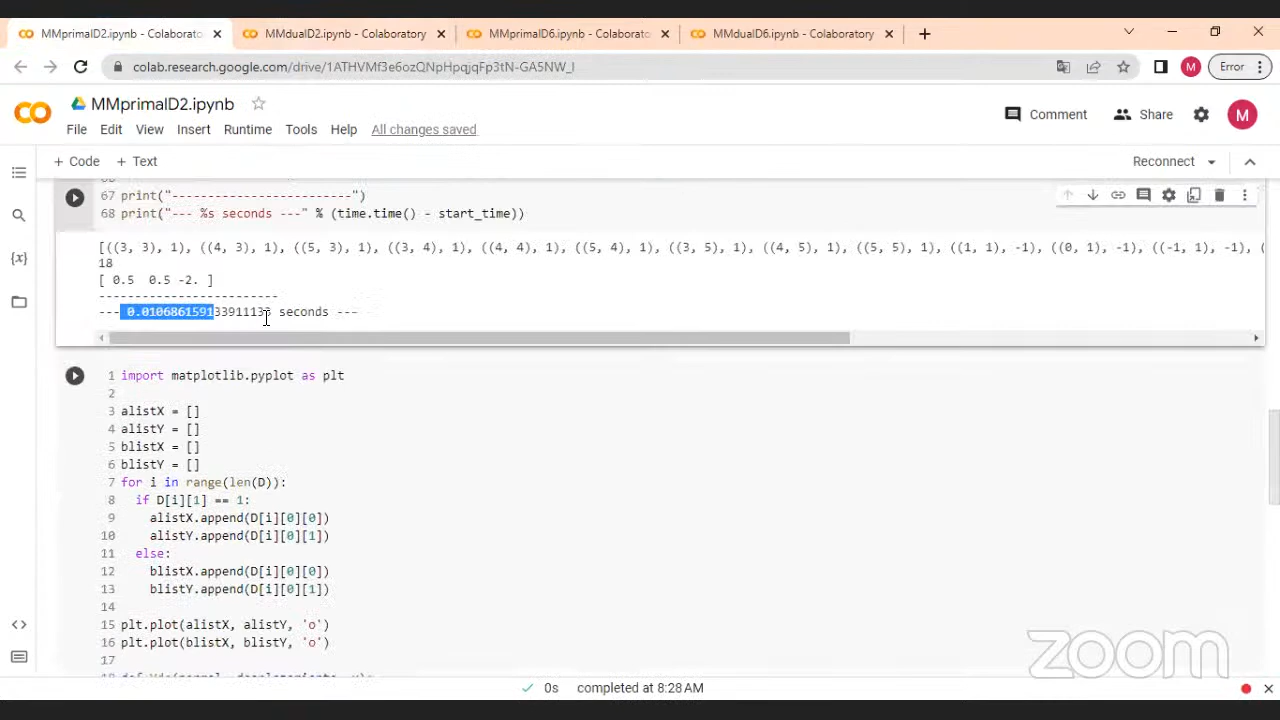 MMprimalD2.ipynb - Colaborato
MMdualD2.ipynb - Colaboratory
MMprimalD6.ipynb - Colaborato
MMdualD6.ipynb - Colaboratory
colab.research.google.com/drive/1ATHVMf3e6ozQNpHpqjqFp3tN-GA5NW_I
M
Error
MMprimalD2.ipynb
Comment
Share
M
File Edit View Insert Runtime Tools Help All changes saved
+ Code + Text
Reconnect
67 print("-------------------------")
68 print("--- %s seconds ---" % (time.time() - start_time))
[((3, 3), 1), ((4, 3), 1), ((5, 3), 1), ((3, 4), 1), ((4, 4), 1), ((5, 4), 1), ((3, 5), 1), ((4, 5), 1), ((5, 5), 1), ((1, 1), -1), ((0, 1), -1), ((-1, 1), -1), (
18
[ 0.5 0.5 -2. ]
-------------------------
--- 0.010686159133911133 seconds ---
1 import matplotlib.pyplot as plt
2
3 alistX = []
4 alistY = []
5 blistX = []
6 blistY = []
7 for i in range(len(D)):
8 if D[i][1] == 1:
9 alistX.append(D[i][0][0])
10 alistY.append(D[i][0][1])
11 else:
12 blistX.append(D[i][0][0])
13 blistY.append(D[i][0][1])
14
15 plt.plot(alistX, alistY, 'o')
16 plt.plot(blistX, blistY, 'o')
17
zoom
0s completed at 8:28 AM